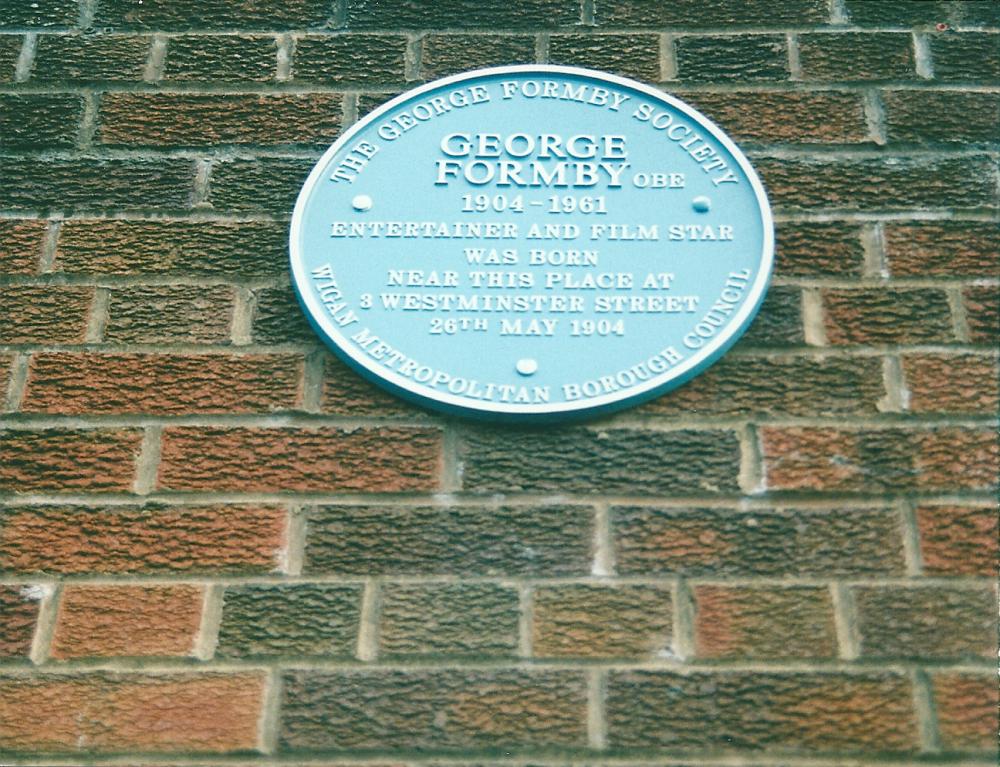 THE GEORGE FORMBY SOCIETY
GEORGE
FORMBY OBE
1904-1961
ENTERTAINER AND FILM STAR
WAS BORN
NEAR THIS PLACE AT
3 WESTMINSTER STREET
26TH MAY 1904
WIGAN METROPOLITAN BOROUGH COUNCIL